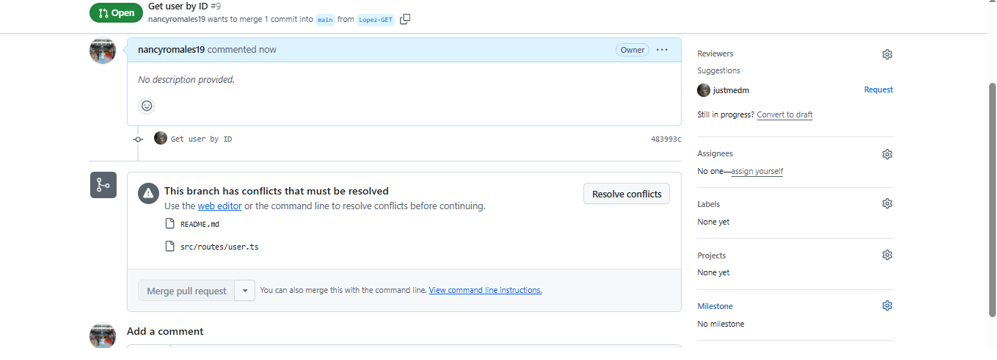 Open
Get user by ID #9
nancyromales19 wants to merge 1 commit into main from Lopez-GET
nancyromales19 commented now
Owner
No description provided.
Get user by ID
483993c
This branch has conflicts that must be resolved
Use the web editor or the command line to resolve conflicts before continuing.
Resolve conflicts
README.md
src/routes/user.ts
Merge pull request
You can also merge this with the command line. View command line instructions.
Add a comment
Reviewers
Suggestions
justmedm
Request
Still in progress? Convert to draft
Assignees
No one—assign yourself
Labels
None yet
Projects
None yet
Milestone
No milestone